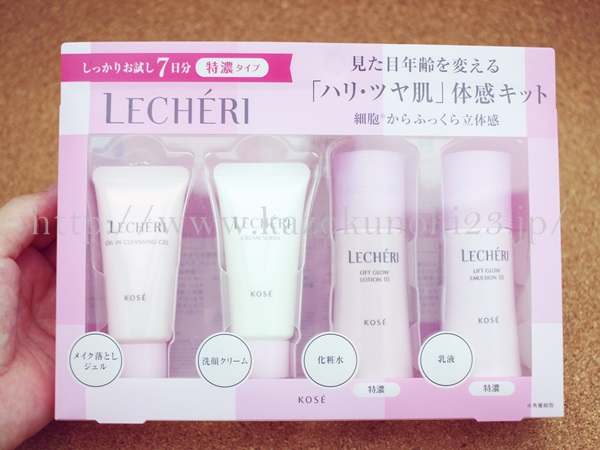 しっかりお試し7日分 特濃タイプ
LECHÉRI
見た目年齢を変える
「ハリ・ツヤ肌」体感キット
細胞※からふっくら立体感
http://www.kazokunori23.jp/
LECHÉRI
OIL IN CLEANSING GEL
KOSÉ
メイク落とし
ジェル
LECHÉRI
CREAM WASH
KOSÉ
洗顔クリーム
LECHÉRI
LIFT GLOW
LOTION III
KOSÉ
化粧水
特濃
LECHÉRI
LIFT GLOW
EMULSION III
KOSÉ
乳液
特濃
KOSÉ
※角層細胞